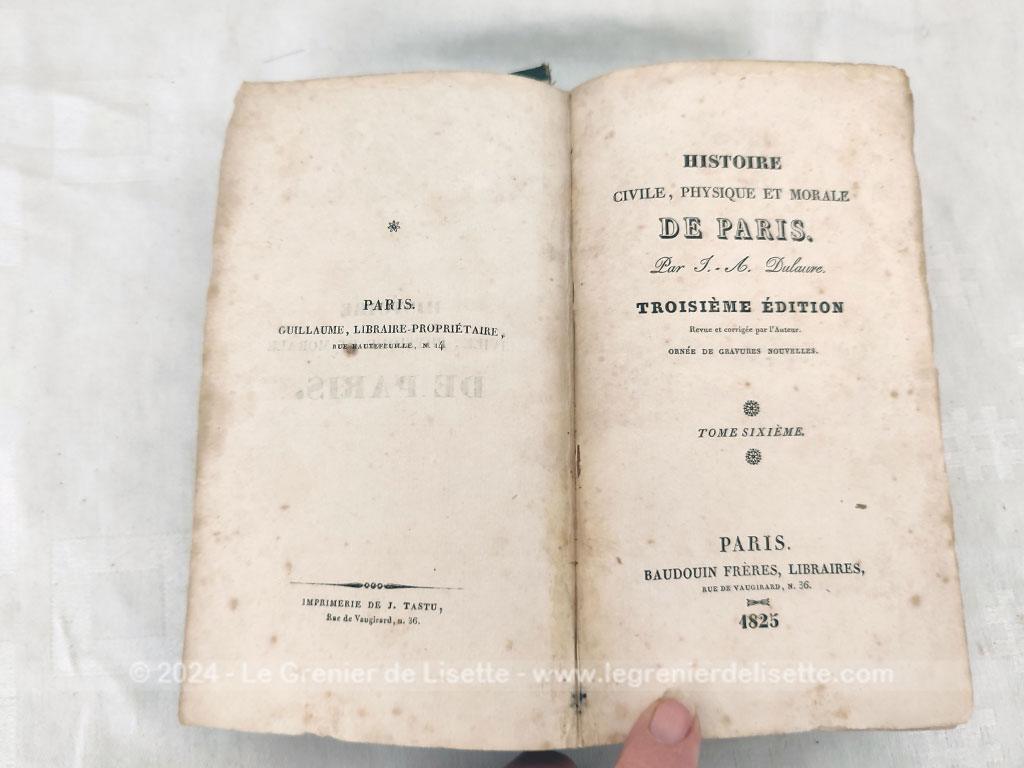 PARIS.
GUILLAUME, LIBRAIRE-PROPRIÉTAIRE,
RUE HAUTEFEUILLE, N. 14
IMPRIMERIE DE J. TASTU,
Rue de Vaugirard, n. 36.
HISTOIRE
CIVILE, PHYSIQUE ET MORALE
DE PARIS.
Par J.-A. Dulaure.
TROISIÈME ÉDITION
Revue et corrigée par l'Auteur.
ORNÉE DE GRAVURES NOUVELLES.
TOME SIXIÈME.
PARIS.
BAUDOUIN FRÈRES, LIBRAIRES,
RUE DE VAUGIRARD, N. 36.
1825
© 2024 - Le Grenier de Lisette - www.legrenierdelisette.com